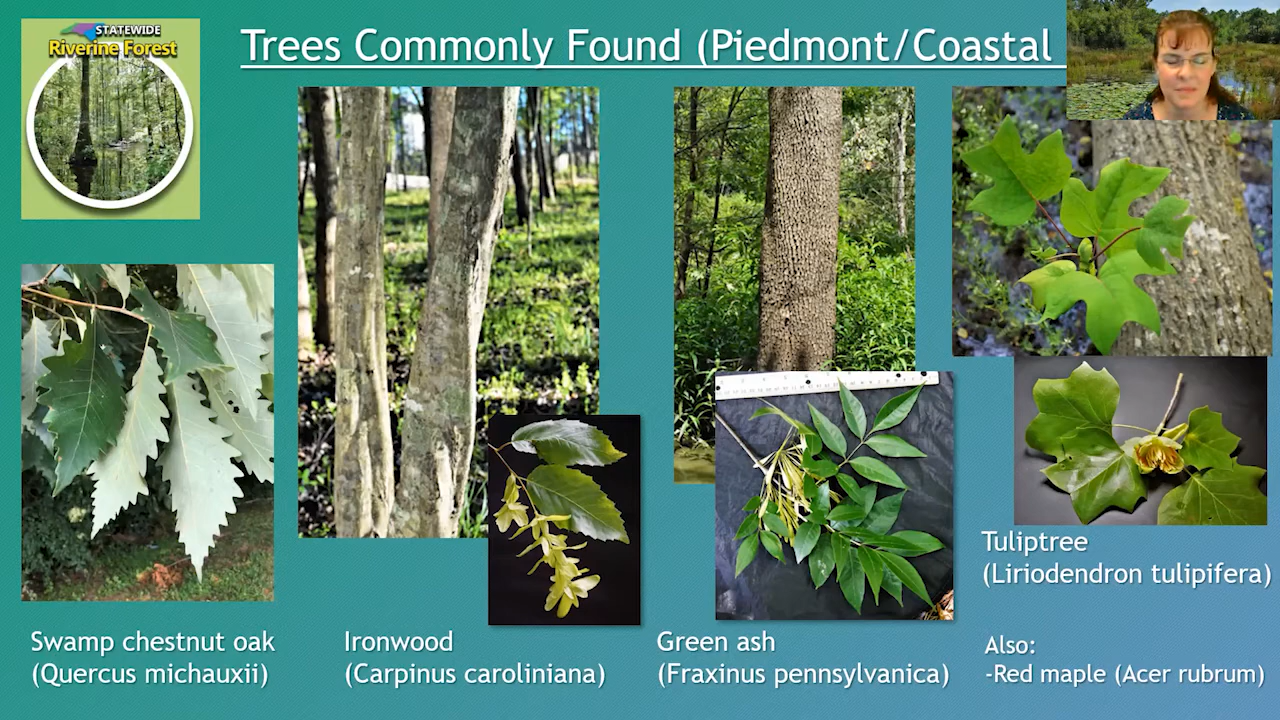 STATEWIDE
Riverine Forest
Trees Commonly Found (Piedmont/Coastal
Swamp chestnut oak
(Quercus michauxii)
Ironwood
(Carpinus caroliniana)
Green ash
(Fraxinus pennsylvanica)
Tuliptree
(Liriodendron tulipifera)
Also:
-Red maple (Acer rubrum)